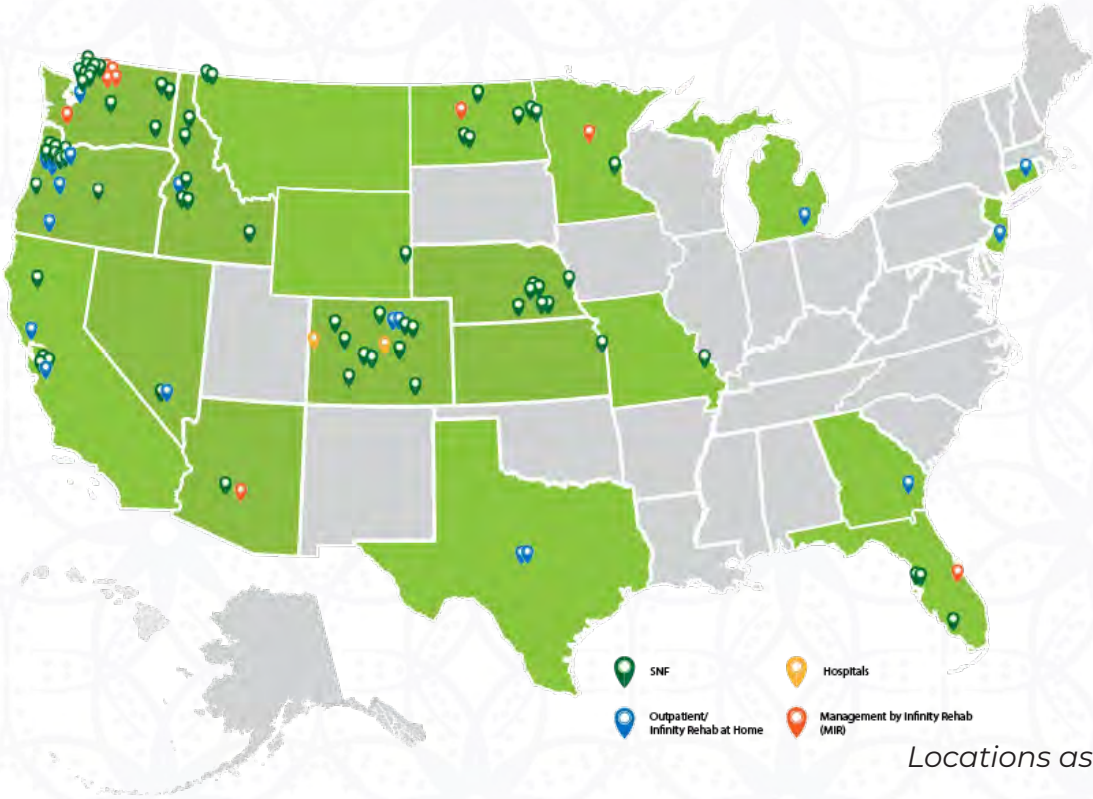 SNF
Hospitals
Outpatient/
Infinity Rehab at Home
Management by Infinity Rehab
(MIR)
Locations as